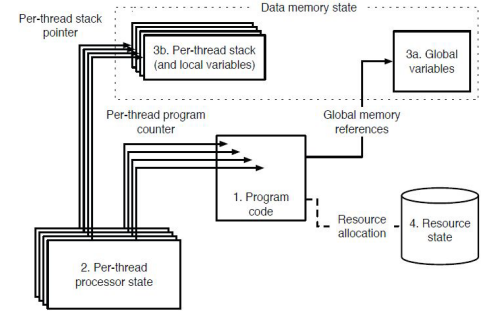 Data memory state
Per-thread stack
pointer
3b. Per-thread stack
(and local variables)
3a. Global
variables
Per-thread program
counter
Global memory
references
1. Program
code
Resource
allocation
4. Resource
state
2. Per-thread
processor state